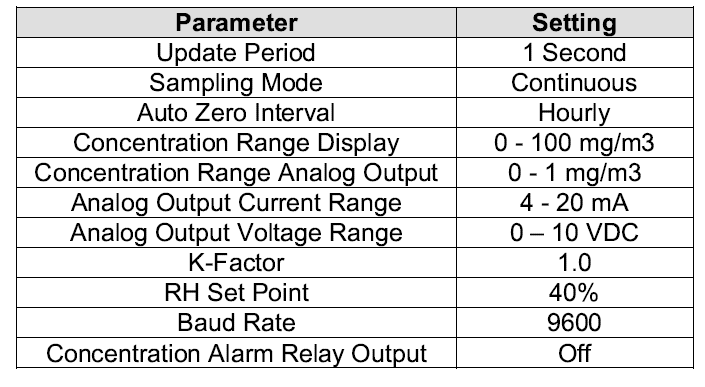 Parameter Setting
Update Period 1 Second
Sampling Mode Continuous
Auto Zero Interval Hourly
Concentration Range Display 0 - 100 mg/m3
Concentration Range Analog Output 0 - 1 mg/m3
Analog Output Current Range 4 - 20 mA
Analog Output Voltage Range 0 – 10 VDC
K-Factor 1.0
RH Set Point 40%
Baud Rate 9600
Concentration Alarm Relay Output Off